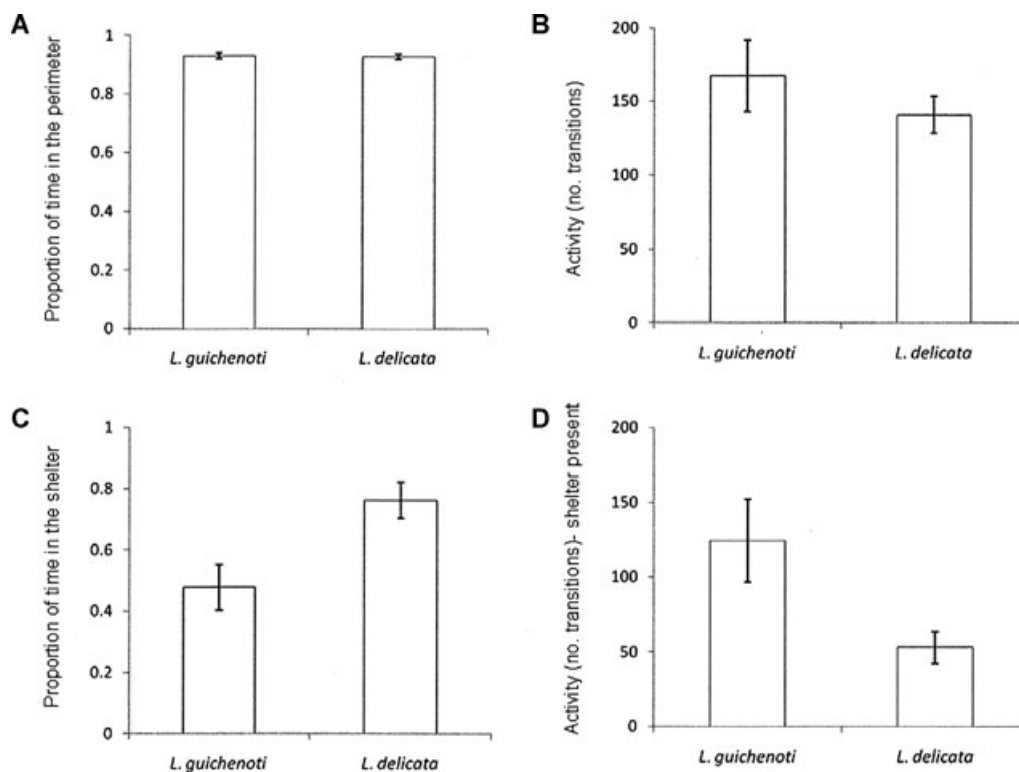 A
Proportion of time in the perimeter
1
0.8
0.6
0.4
0.2
0
L. guichenoti L. delicata
B
Activity (no. transitions)
200
150
100
50
0
L. guichenoti L. delicata
C
Proportion of time in the shelter
1
0.8
0.6
0.4
0.2
0
L. guichenoti L. delicata
D
Activity (no. transitions)- shelter present
200
150
100
50
0
L. guichenoti L. delicata